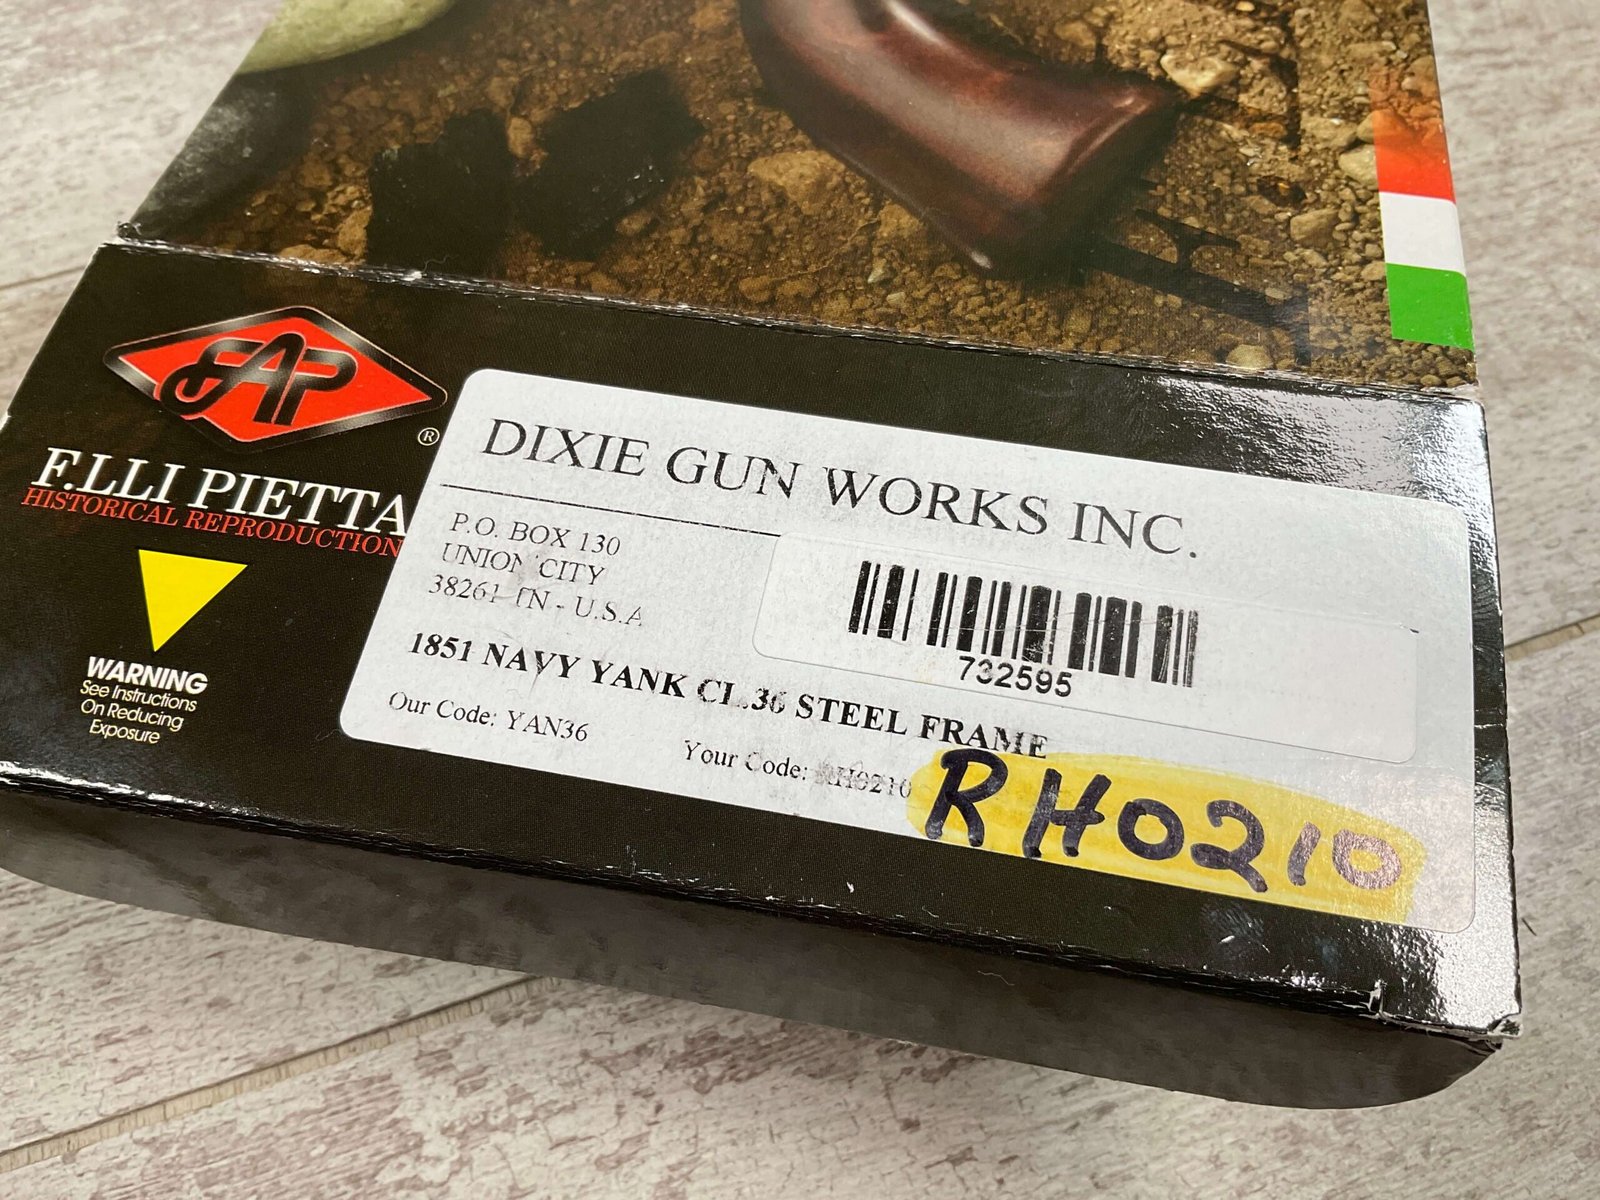 FAP
®
F.LLI PIETTA
HISTORICAL REPRODUCTION
WARNING
See Instructions
On Reducing
Exposure
DIXIE GUN WORKS INC.
P.O. BOX 130
UNION CITY
38261 TN - U.S.A
732595
1851 NAVY YANK CL.36 STEEL FRAME
Our Code: YAN36
Your Code: RH0210
RH0210